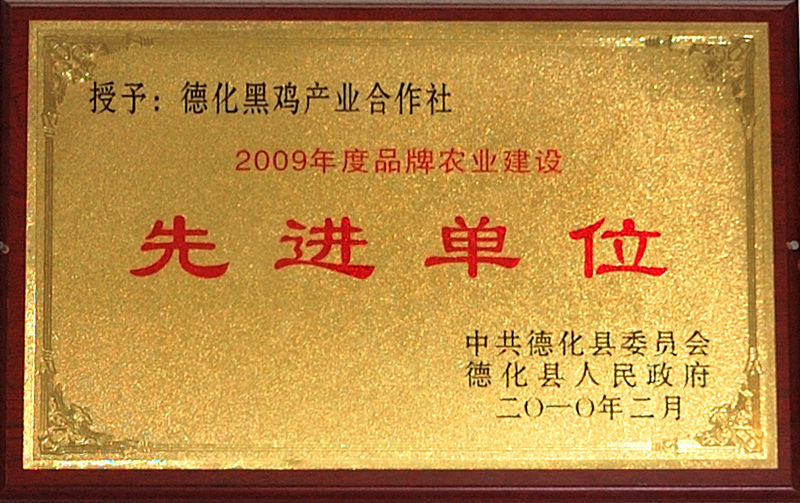 授予：德化黑鸡产业合作社
2009年度品牌农业建设
先进单位
中共德化县委员会
德化县人民政府
二〇一〇年二月